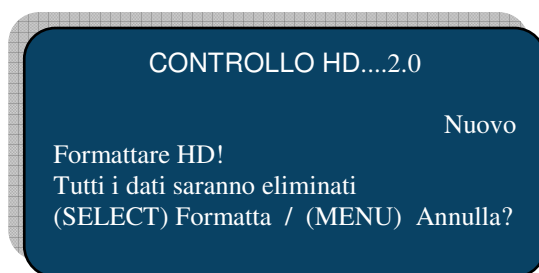 CONTROLLO HD....2.0
Nuovo
Formattare HD!
Tutti i dati saranno eliminati
(SELECT) Formatta / (MENU) Annulla?